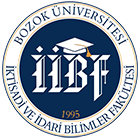 BOZOK ÜNİVERSİTESİ
İİBF
1995
İKTİSADİ VE İDARİ BİLİMLER FAKÜLTESİ